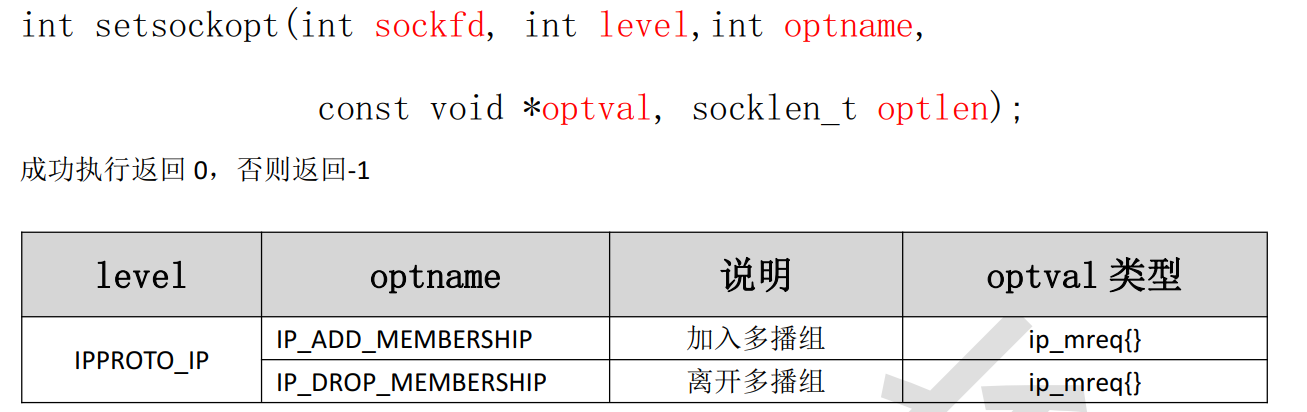 int setsockopt(int sockfd, int level,int optname,
const void *optval, socklen_t optlen);
成功执行返回 0，否则返回-1
level optname 说明 optval 类型
IPPROTO_IP
IP_ADD_MEMBERSHIP 加入多播组 ip_mreq{}
IP_DROP_MEMBERSHIP 离开多播组 ip_mreq{}